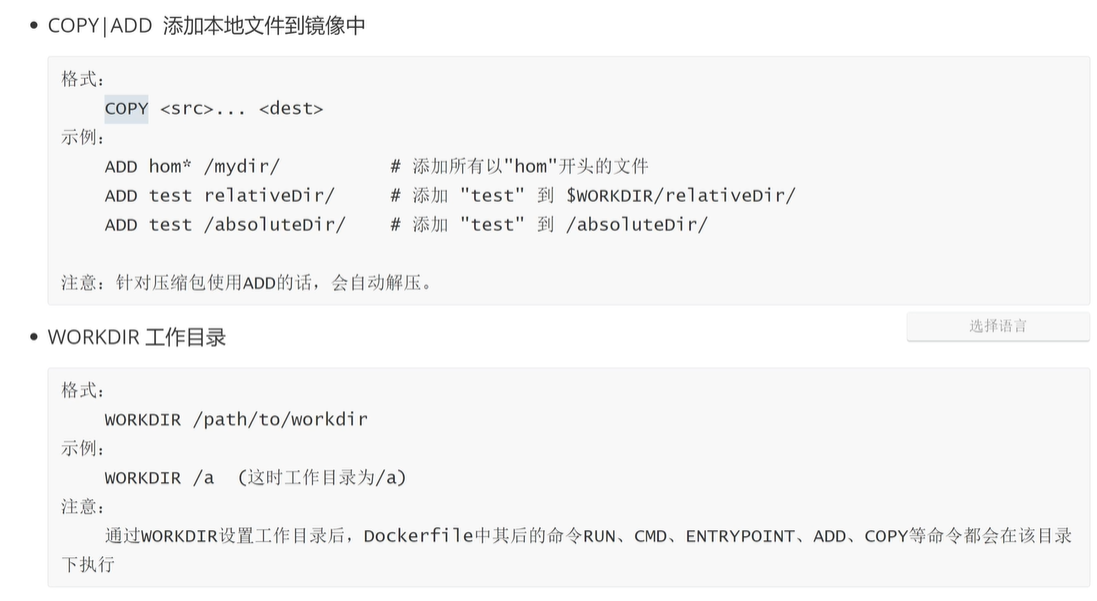 COPY|ADD 添加本地文件到镜像中
格式：
COPY <src>... <dest>
示例：
ADD hom* /mydir/ # 添加所有以"hom"开头的文件
ADD test relativeDir/ # 添加 "test" 到 $WORKDIR/relativeDir/
ADD test /absoluteDir/ # 添加 "test" 到 /absoluteDir/
注意：针对压缩包使用ADD的话，会自动解压。
选择语言
WORKDIR 工作目录
格式：
WORKDIR /path/to/workdir
示例：
WORKDIR /a (这时工作目录为/a)
注意：
通过WORKDIR设置工作目录后，Dockerfile中其后的命令RUN、CMD、ENTRYPOINT、ADD、COPY等命令都会在该目录
下执行